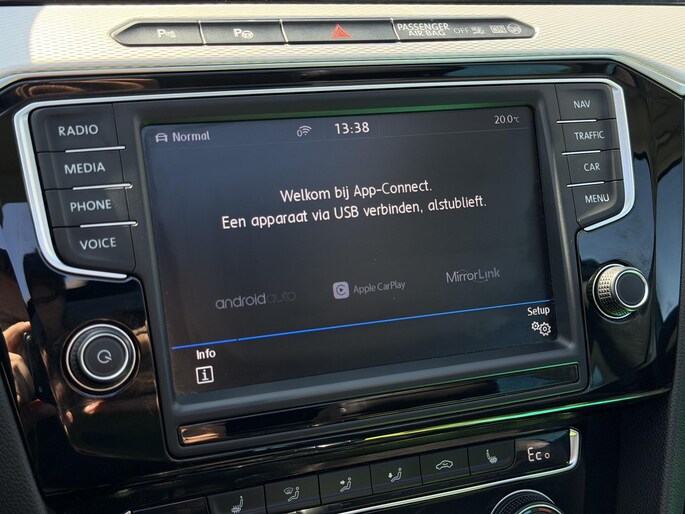 PASSENGER
AIR BAG OFF
RADIO
MEDIA
PHONE
VOICE
Normal
0
13:38
20.0°C
Welkom bij App-Connect.
Een apparaat via USB verbinden, alstublieft.
androidauto
Apple CarPlay
MirrorLink
Info
Setup
NAV
TRAFFIC
CAR
MENU
Eco